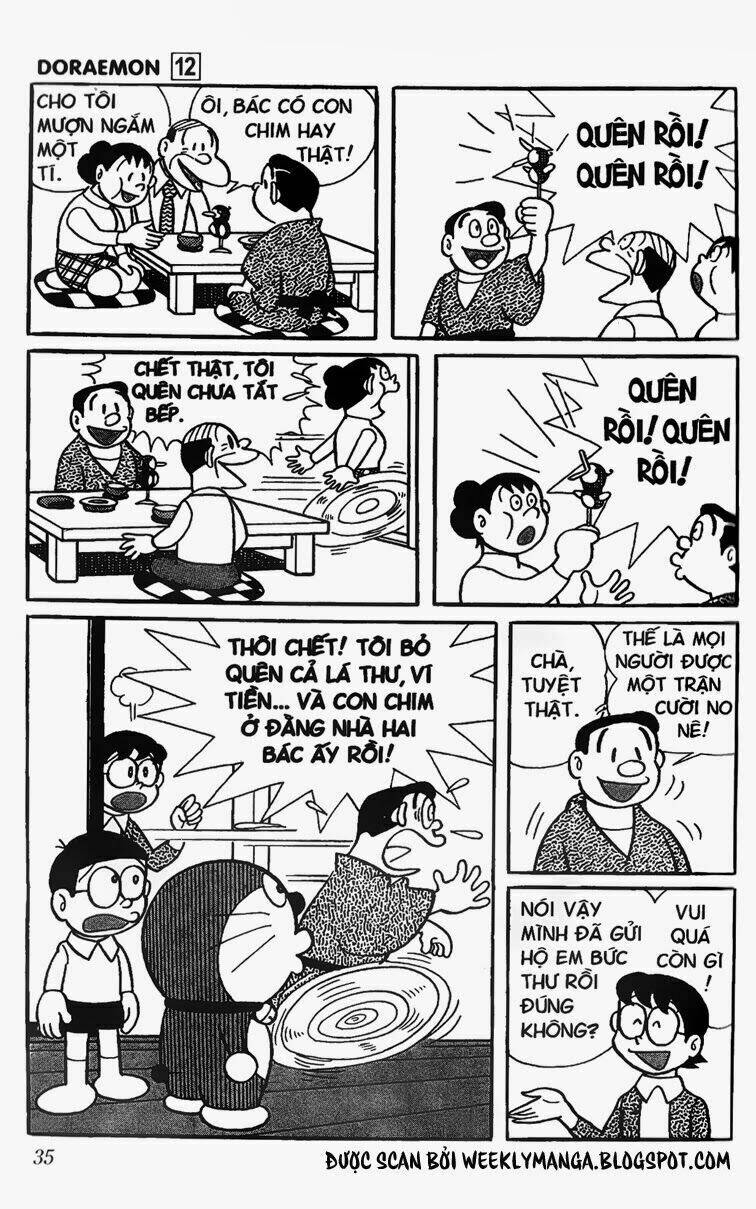 DORAEMON 12
CHO TÔI
MƯỢN NGẮM
MỘT
TÍ.
ÔI, BÁC CÓ CON
CHIM HAY
THẬT!
QUÊN RỒI!
QUÊN RỒI!
CHẾT THẬT, TÔI
QUÊN CHƯA TẮT
BẾP.
QUÊN
RỒI! QUÊN
RỒI!
THÔI CHẾT! TÔI BỎ
QUÊN CẢ LÁ THƯ, VÍ
TIỀN... VÀ CON CHIM
Ở ĐẰNG NHÀ HAI
BÁC ẤY RỒI!
CHÀ,
TUYỆT
THẬT.
THẾ LÀ MỌI
NGƯỜI ĐƯỢC
MỘT TRẬN
CƯỜI NO
NÊ!
NÓI VẬY
MÌNH ĐÃ GỬI
HỘ EM BỨC
THƯ RỒI
ĐÚNG
KHÔNG?
VUI
QUÁ
CÒN GÌ
!
35
ĐƯỢC SCAN BỞI WEEKLYMANGA.BLOGSPOT.COM